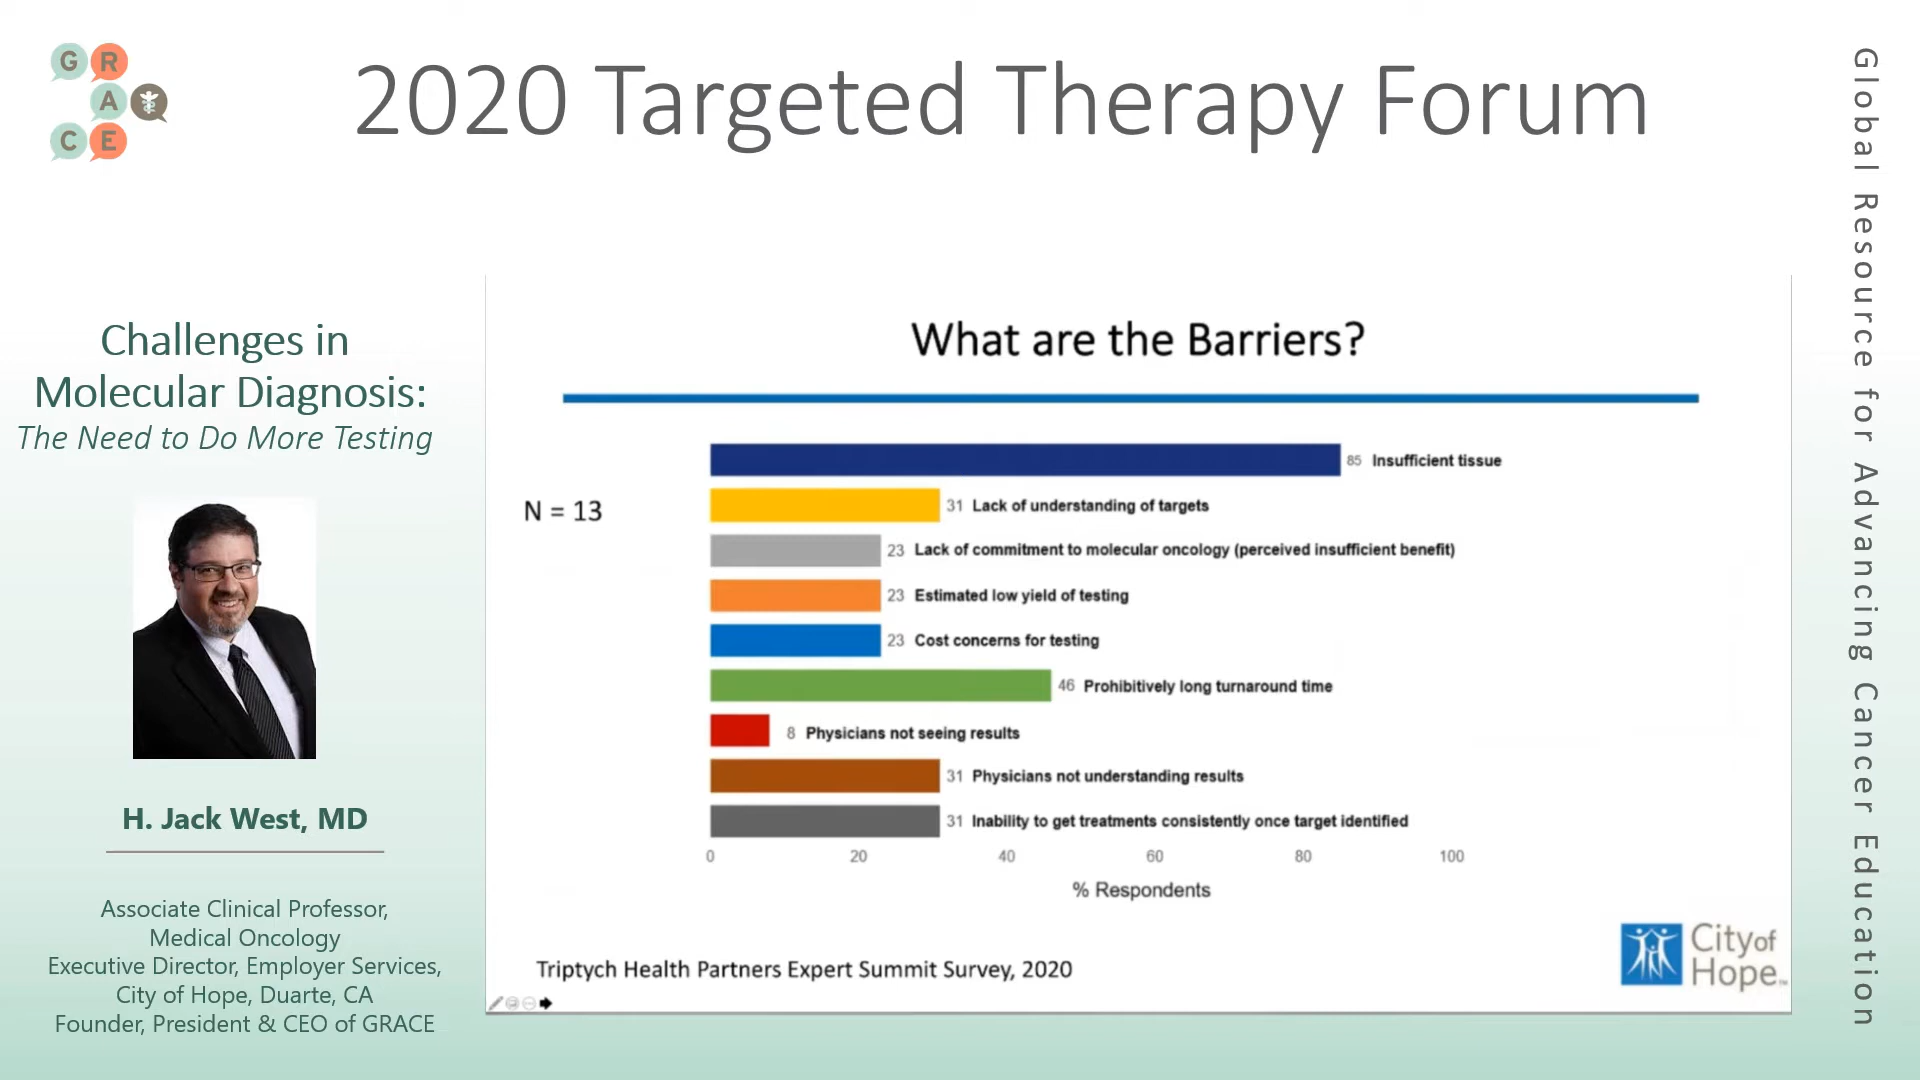 G R
A
C E
2020 Targeted Therapy Forum
Global Resource for Advancing Cancer Education
Challenges in
Molecular Diagnosis:
The Need to Do More Testing
H. Jack West, MD
Associate Clinical Professor,
Medical Oncology
Executive Director, Employer Services,
City of Hope, Duarte, CA
Founder, President & CEO of GRACE
What are the Barriers?
N = 13
85 Insufficient tissue
31 Lack of understanding of targets
23 Lack of commitment to molecular oncology (perceived insufficient benefit)
23 Estimated low yield of testing
23 Cost concerns for testing
46 Prohibitively long turnaround time
8 Physicians not seeing results
31 Physicians not understanding results
31 Inability to get treatments consistently once target identified
0 20 40 60 80 100
% Respondents
Triptych Health Partners Expert Summit Survey, 2020
City of
Hope™